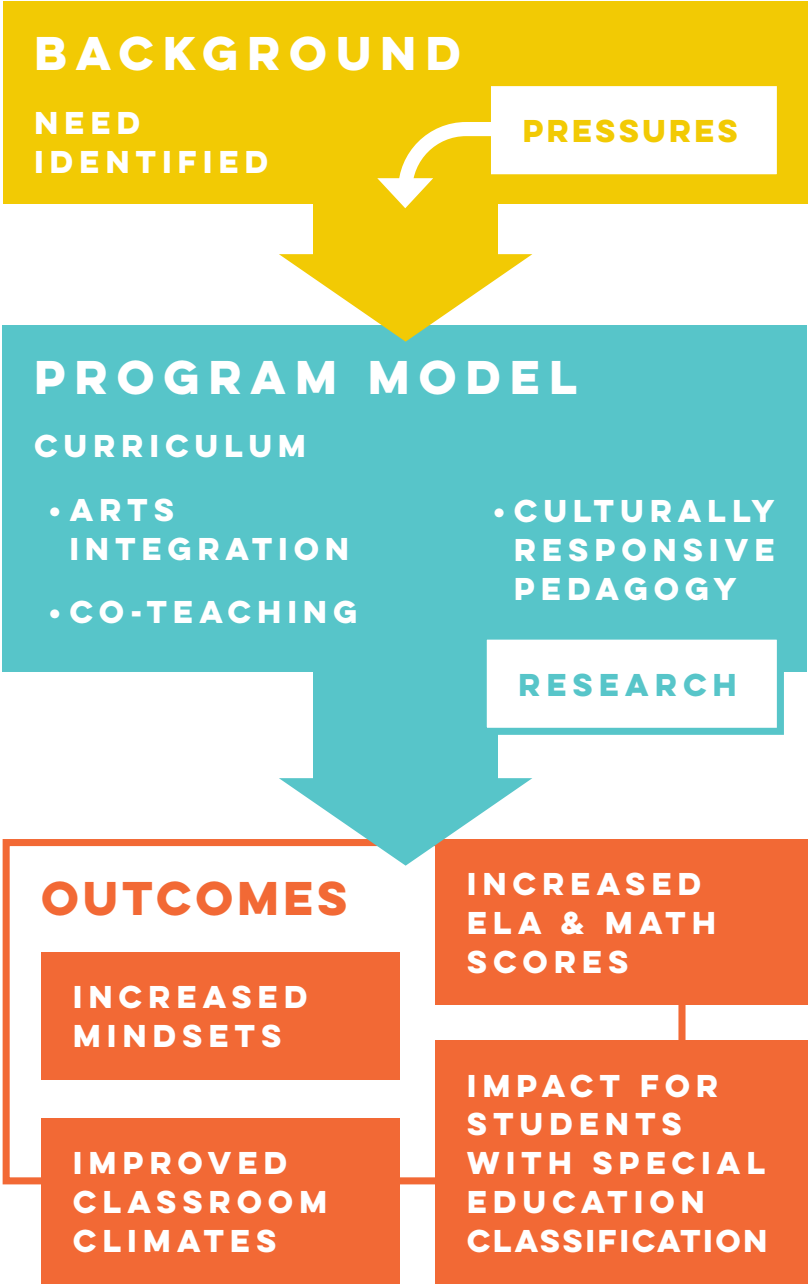 BACKGROUND
NEED
IDENTIFIED
PRESSURES
PROGRAM MODEL
CURRICULUM
• ARTS
INTEGRATION
• CO-TEACHING
• CULTURALLY
RESPONSIVE
PEDAGOGY
RESEARCH
OUTCOMES
INCREASED
MINDSETS
IMPROVED
CLASSROOM
CLIMATES
INCREASED
ELA & MATH
SCORES
IMPACT FOR
STUDENTS
WITH SPECIAL
EDUCATION
CLASSIFICATION